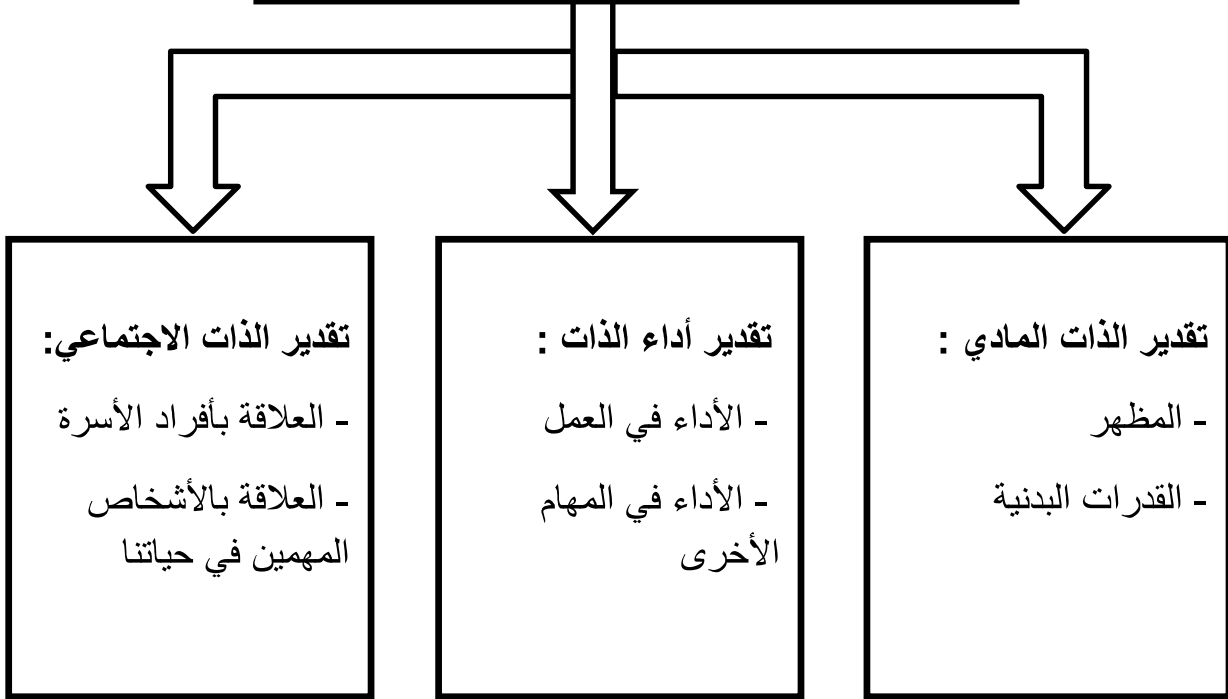 تقدير الذات المادي :
- المظهر
- القدرات البدنية
تقدير أداء الذات :
- الأداء في العمل
- الأداء في المهام
الأخرى
تقدير الذات الاجتماعي:
- العلاقة بأفراد الأسرة
- العلاقة بالأشخاص
المهمين في حياتنا